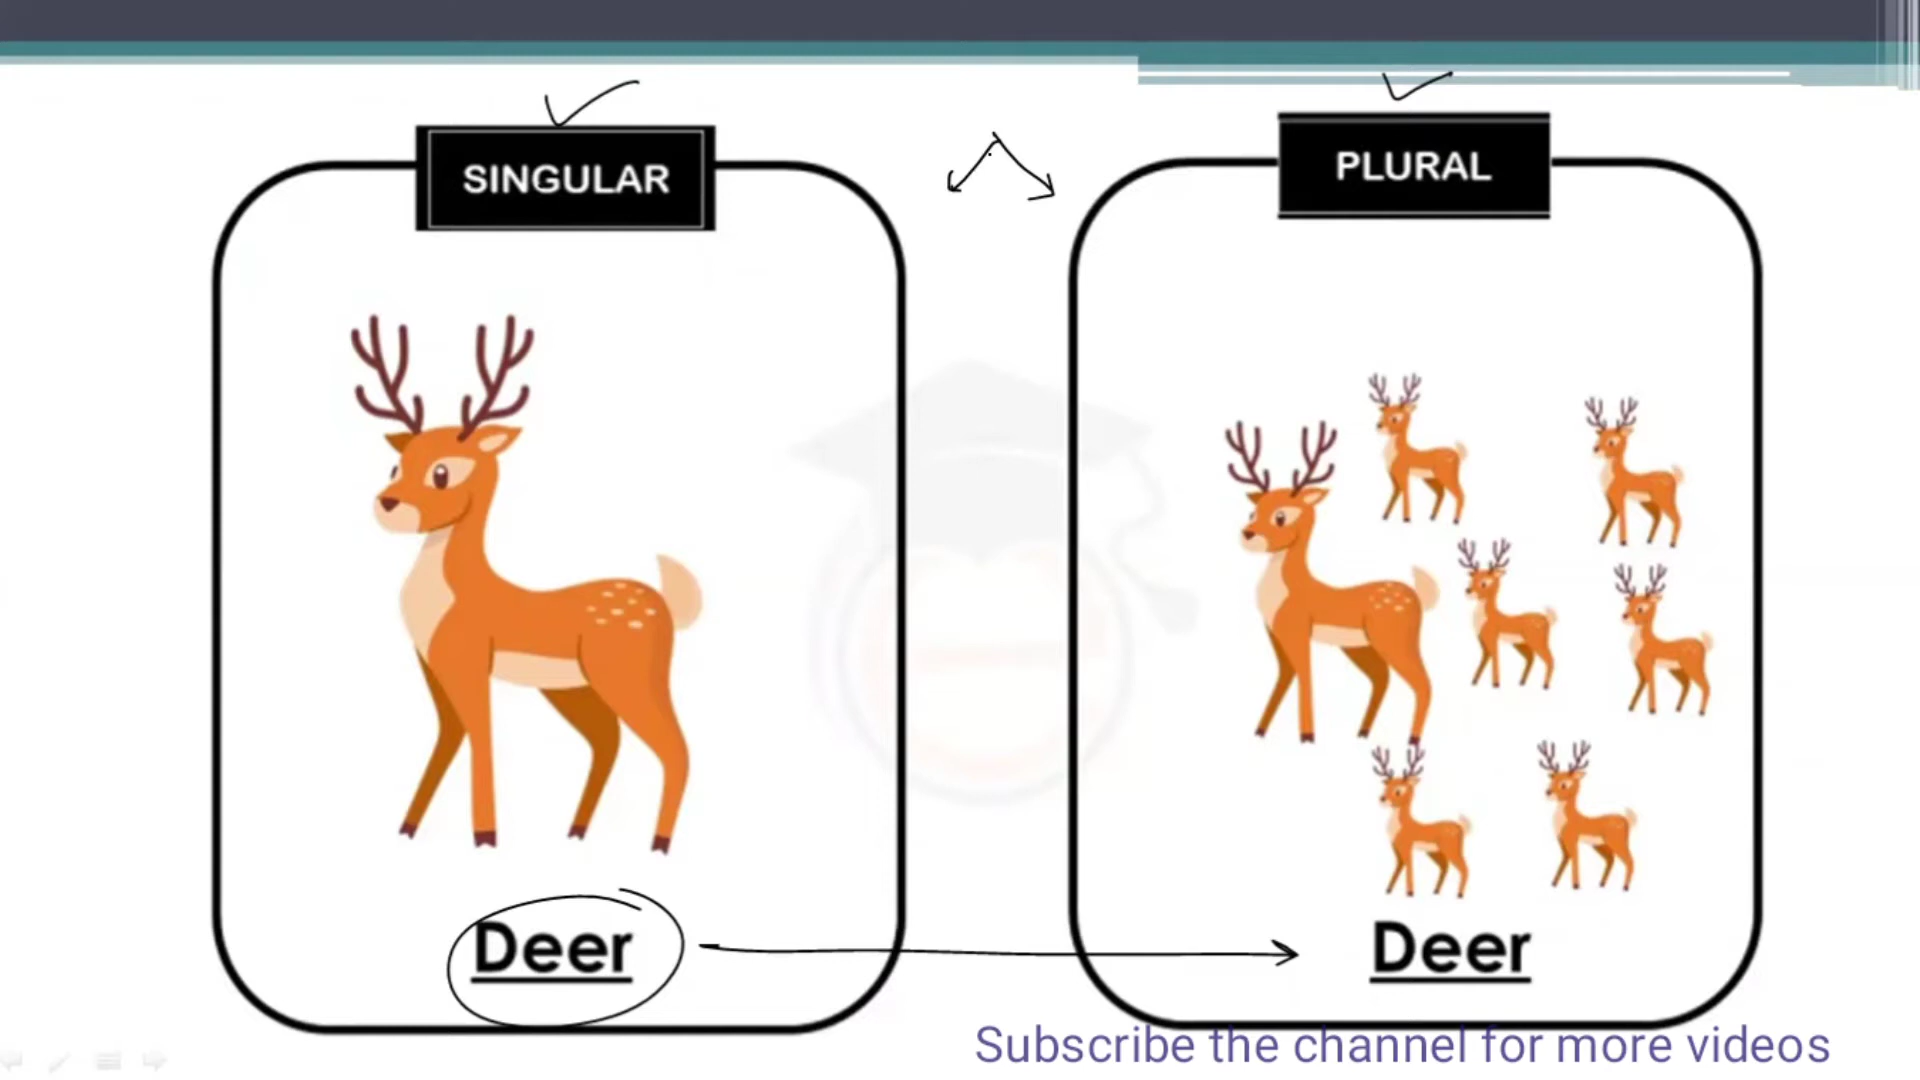 SINGULAR
PLURAL
Deer
Deer
Subscribe the channel for more videos